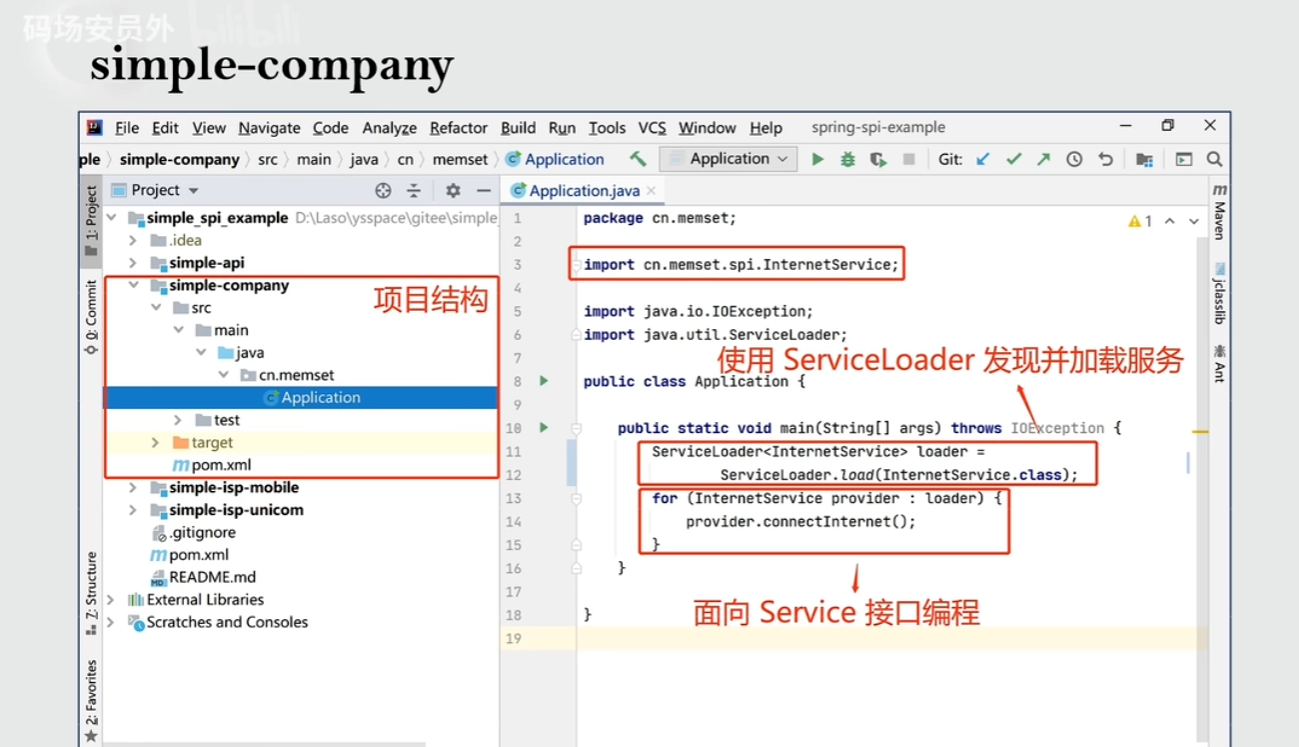 码场安员外 bilibili
simple-company
File Edit View Navigate Code Analyze Refactor Build Run Tools VCS Window Help spring-spi-example
ple simple-company src main java cn memset Application Application Git:
Project Application.java
1: Project
0: Commit
7: Structure
2: Favorites
simple_spi_example D:\Laso\ysspace\gitee\simple_
.idea
simple-api
simple-company
项目结构
src
main
java
cn.memset
Application
test
target
pom.xml
simple-isp-mobile
simple-isp-unicom
.gitignore
pom.xml
README.md
External Libraries
Scratches and Consoles
1 package cn.memset;
2
3 import cn.memset.spi.InternetService;
4
5 import java.io.IOException;
6 import java.util.ServiceLoader;
7
使用 ServiceLoader 发现并加载服务
8 public class Application {
9
10 public static void main(String[] args) throws IOException {
11 ServiceLoader<InternetService> loader =
12 ServiceLoader.load(InternetService.class);
13 for (InternetService provider : loader) {
14 provider.connectInternet();
15 }
16 }
17
18 }
面向 Service 接口编程
19
1
Maven
jclasslib
Ant